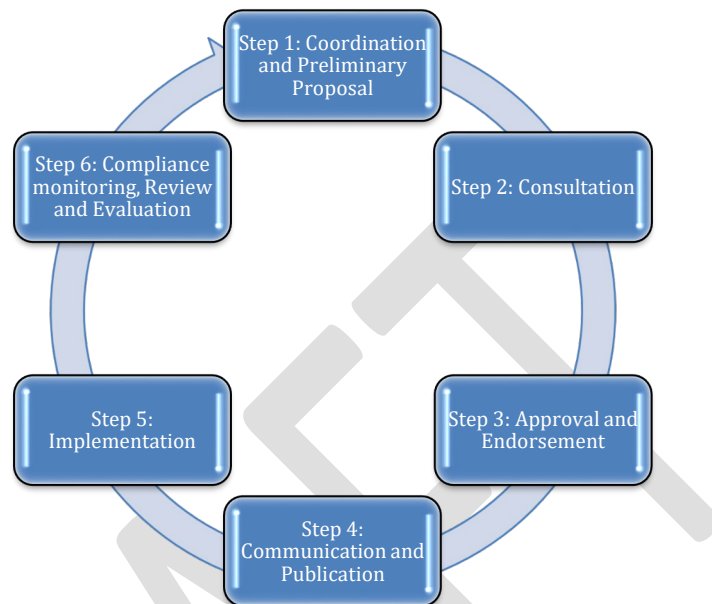 Step 1: Coordination
and Preliminary
Proposal
Step 2: Consultation
Step 3: Approval and
Endorsement
Step 4:
Communication and
Publication
Step 5:
Implementation
Step 6: Compliance
monitoring, Review
and Evaluation